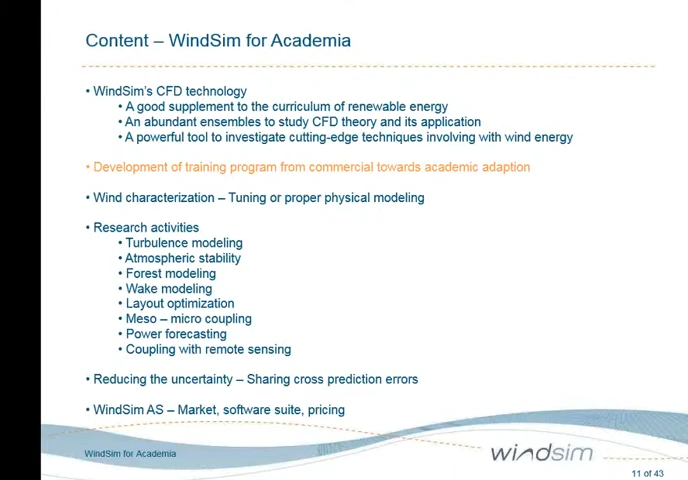 Content – WindSim for Academia
• WindSim's CFD technology
• A good supplement to the curriculum of renewable energy
• An abundant ensembles to study CFD theory and its application
• A powerful tool to investigate cutting-edge techniques involving with wind energy
• Development of training program from commercial towards academic adaption
• Wind characterization – Tuning or proper physical modeling
• Research activities
• Turbulence modeling
• Atmospheric stability
• Forest modeling
• Wake modeling
• Layout optimization
• Meso – micro coupling
• Power forecasting
• Coupling with remote sensing
• Reducing the uncertainty – Sharing cross prediction errors
• WindSim AS – Market, software suite, pricing
WindSim for Academia
windsim
11 of 43